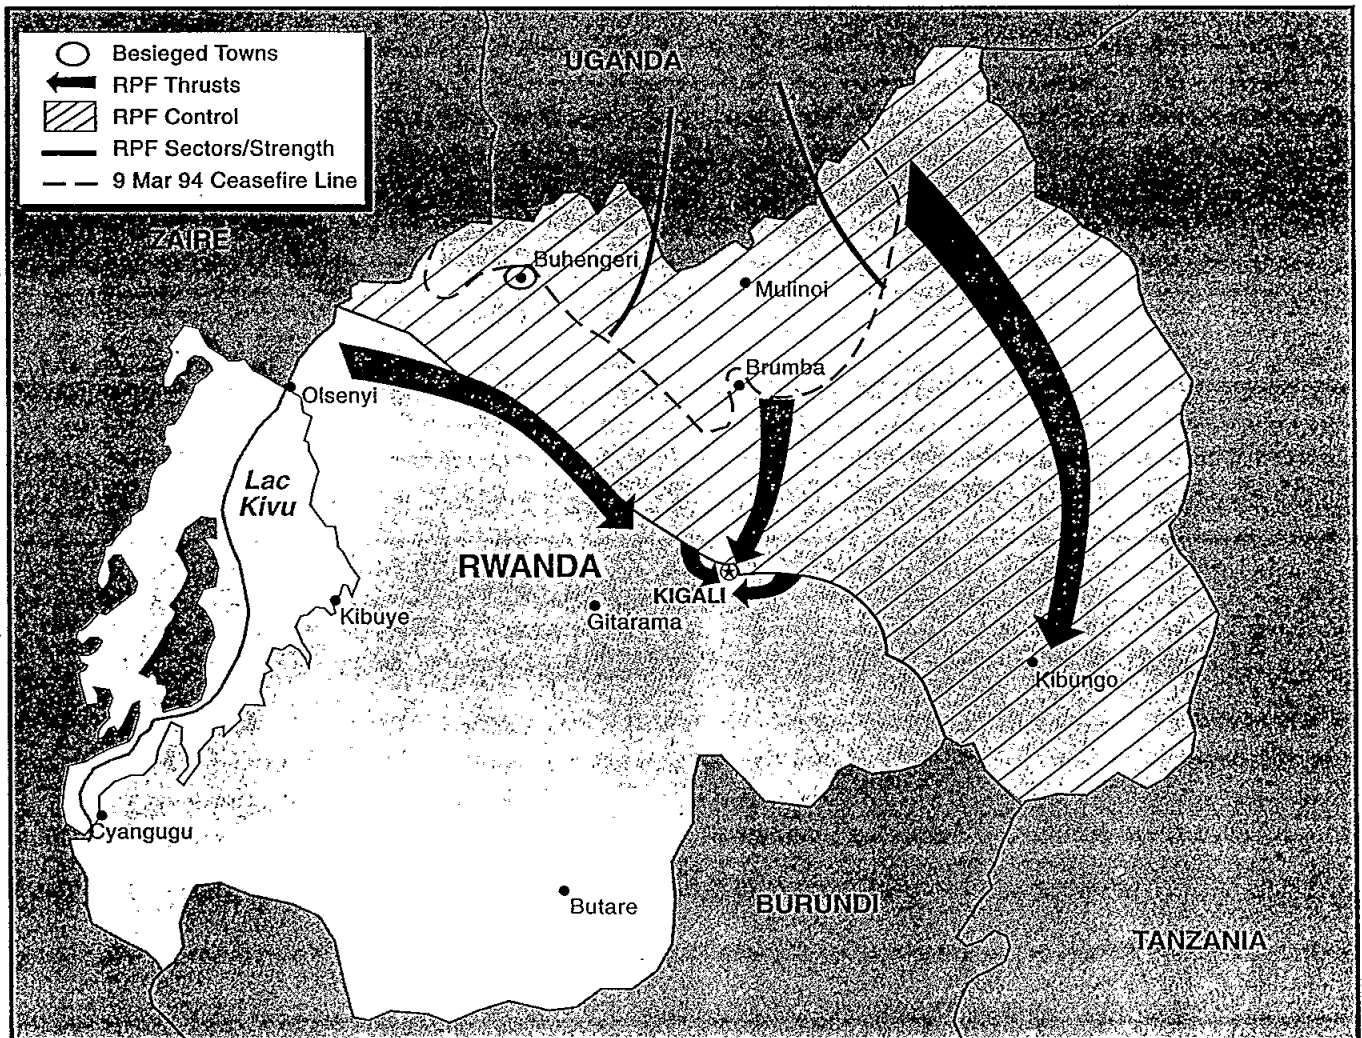 Besieged Towns
RPF Thrusts
RPF Control
RPF Sectors/Strength
9 Mar 94 Ceasefire Line
UGANDA
ZAIRE
Buhengeri
Mulinoi
Brumba
Olsenyi
Lac
Kivu
RWANDA
KIGALI
Kibuye
Gitarama
Kibungo
Cyangugu
Butare
BURUNDI
TANZANIA